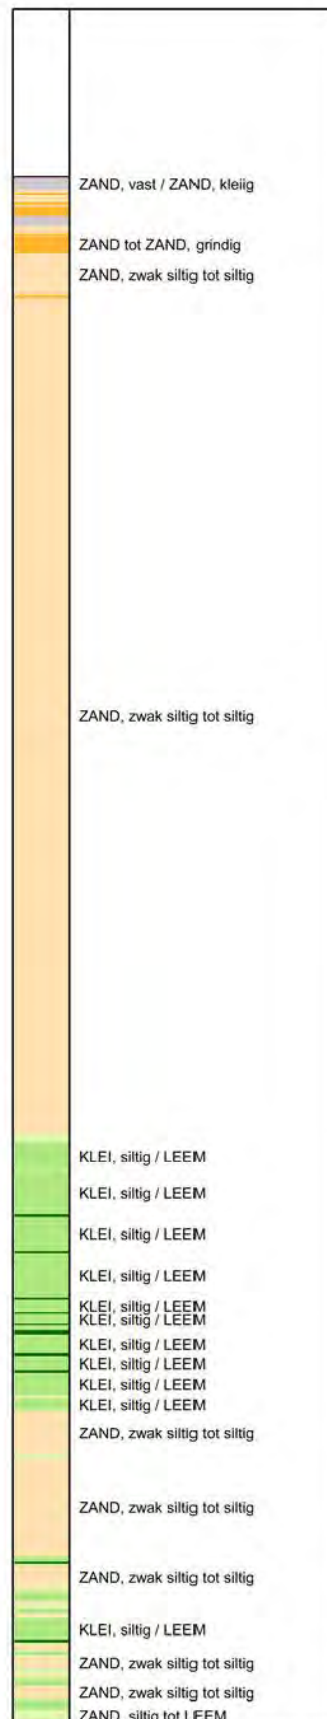 ZAND, vast / ZAND, kleiig
ZAND tot ZAND, grindig
ZAND, zwak siltig tot siltig
ZAND, zwak siltig tot siltig
KLEI, siltig / LEEM
KLEI, siltig / LEEM
KLEI, siltig / LEEM
KLEI, siltig / LEEM
KLEI, siltig / LEEM
KLEI, siltig / LEEM
KLEI, siltig / LEEM
KLEI, siltig / LEEM
KLEI, siltig / LEEM
KLEI, siltig / LEEM
ZAND, zwak siltig tot siltig
ZAND, zwak siltig tot siltig
ZAND, zwak siltig tot siltig
KLEI, siltig / LEEM
ZAND, zwak siltig tot siltig
ZAND, zwak siltig tot siltig
ZAND, siltig tot LEEM